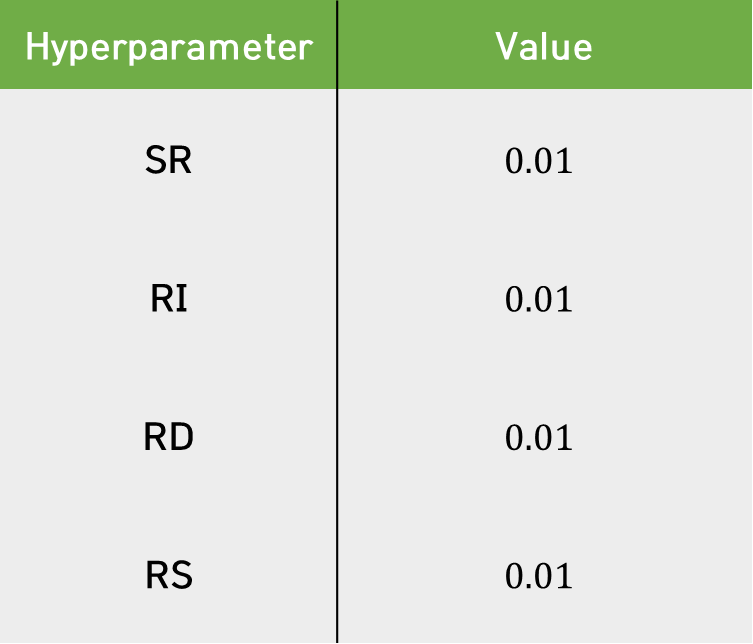 Hyperparameter Value
SR 0.01
RI 0.01
RD 0.01
RS 0.01